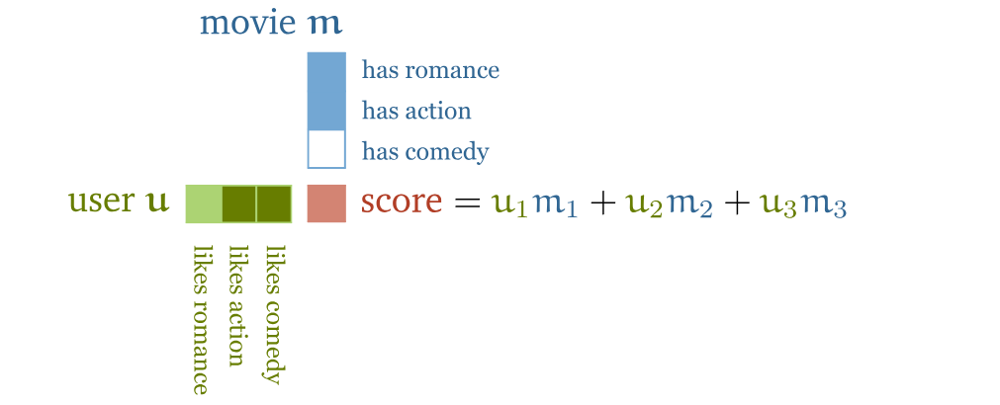 movie m
has romance
has action
has comedy
user u
score = u₁m₁ + u₂m₂ + u₃m₃
likes romance
likes action
likes comedy